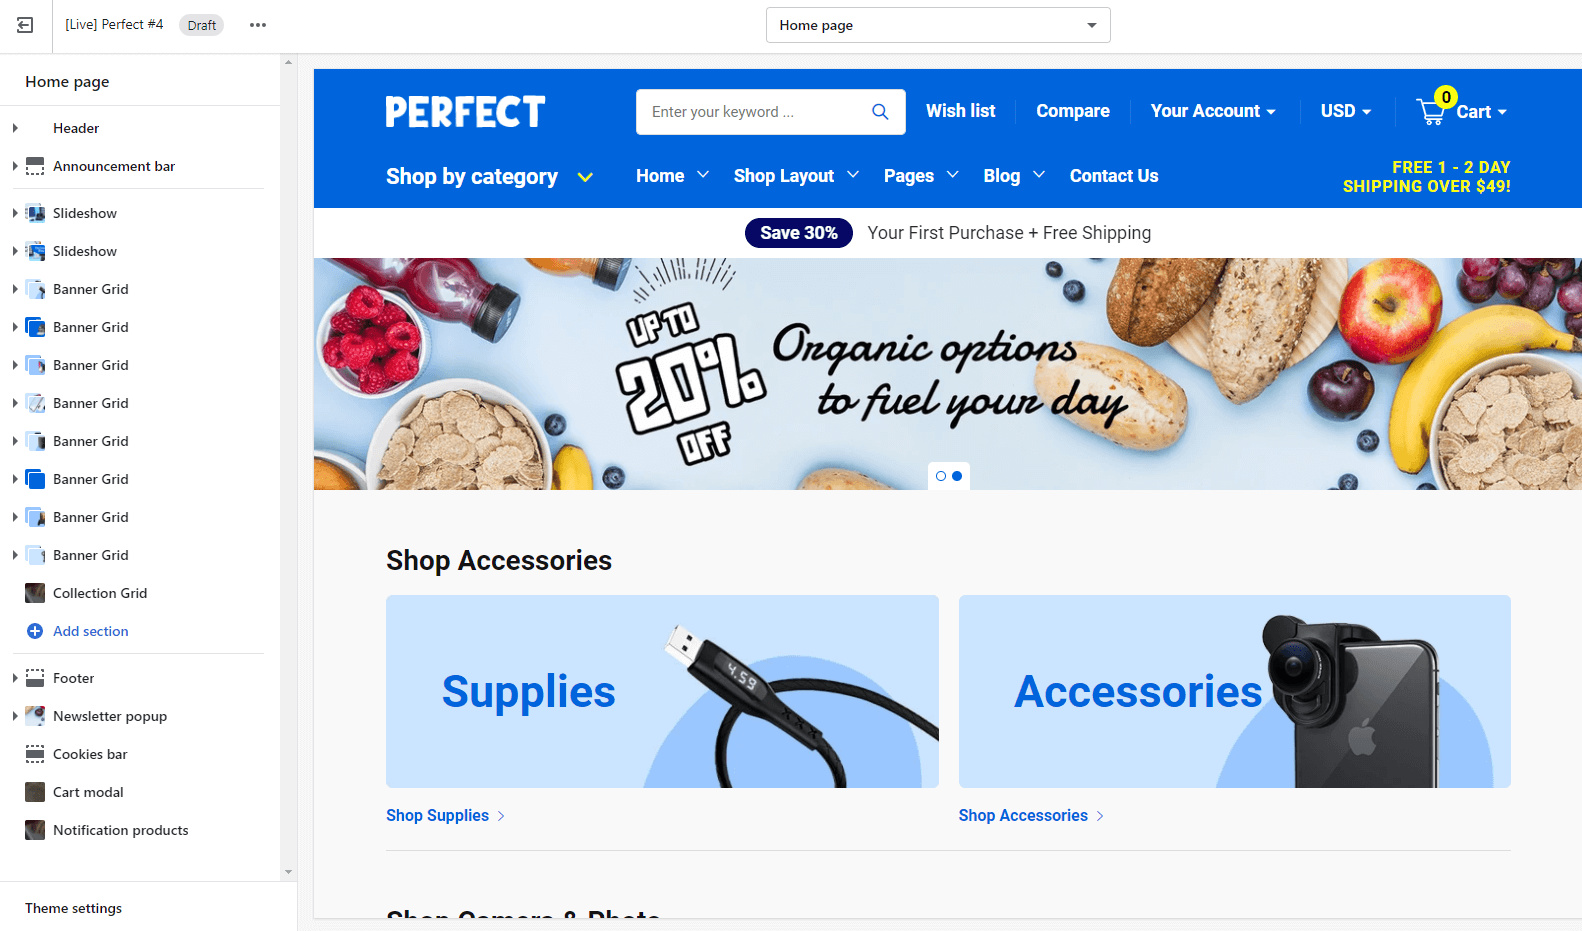 [Live] Perfect #4
Draft
Home page
Home page
Header
Announcement bar
Slideshow
Slideshow
Banner Grid
Banner Grid
Banner Grid
Banner Grid
Banner Grid
Banner Grid
Banner Grid
Banner Grid
Collection Grid
Add section
Footer
Newsletter popup
Cookies bar
Cart modal
Notification products
Theme settings
PERFECT
Enter your keyword ...
Wish list
Compare
Your Account
USD
0
Cart
Shop by category
Home
Shop Layout
Pages
Blog
Contact Us
FREE 1 - 2 DAY
SHIPPING OVER $49!
Save 30%
Your First Purchase + Free Shipping
UP TO
20%
OFF
Organic options
to fuel your day
Shop Accessories
Supplies
4.59
Accessories
Shop Supplies
Shop Accessories
Shop Camera & Photo